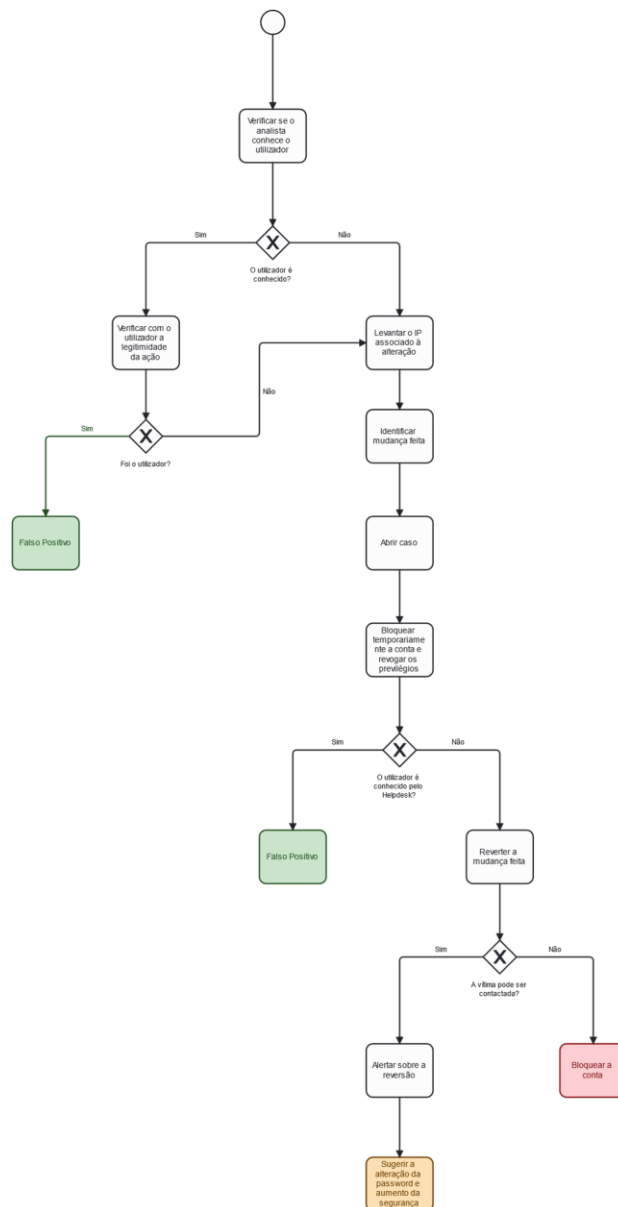 Verificar se o
analista
conhece o
utilizador
Sim
Não
O utilizador é
conhecido?
Verificar com o
utilizador a
legitimidade
da ação
Levantar o IP
associado à
alteração
Não
Sim
Foi o utilizador?
Identificar
mudança feita
Falso Positivo
Abrir caso
Bloquear
temporariame
nte a conta e
revogar os
previlégios
Sim
Não
O utilizador é
conhecido pelo
Helpdesk?
Falso Positivo
Reverter a
mudança feita
Sim
Não
A vítima pode ser
contactada?
Alertar sobre a
reversão
Bloquear a
conta
Sugerir a
alteração da
password e
aumento da
segurança